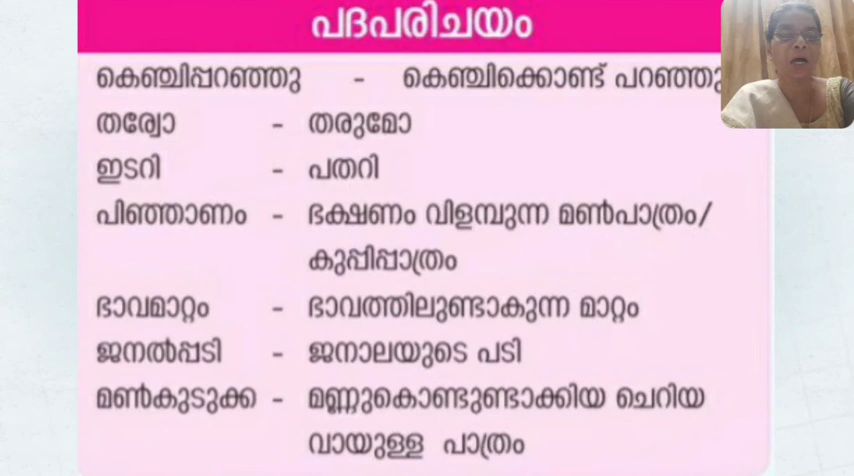 പദപരിചയം
കെഞ്ചിപ്പറഞ്ഞു - കെഞ്ചിക്കൊണ്ട് പറഞ്ഞു
തര്വോ - തരുമോ
ഇടറി - പതറി
പിഞ്ഞാണം - ഭക്ഷണം വിളമ്പുന്ന മൺപാത്രം/
കുപ്പിപ്പാത്രം
ഭാവമാറ്റം - ഭാവത്തിലുണ്ടാകുന്ന മാറ്റം
ജനൽപ്പടി - ജനാലയുടെ പടി
മൺകുടുക്ക - മണ്ണുകൊണ്ടുണ്ടാക്കിയ ചെറിയ
വായുള്ള പാത്രം